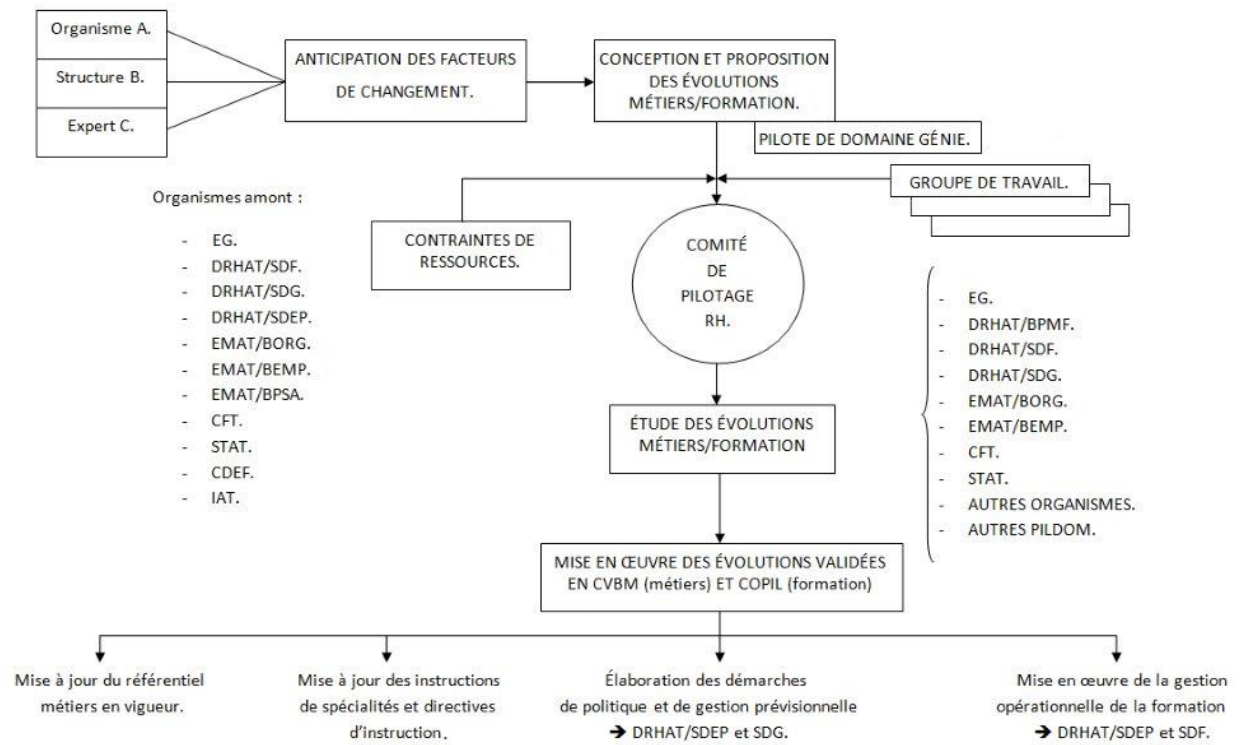 Organisme A.
Structure B.
Expert C.
ANTICIPATION DES FACTEURS
DE CHANGEMENT.
CONCEPTION ET PROPOSITION
DES ÉVOLUTIONS
MÉTIERS/FORMATION.
PILOTE DE DOMAINE GÉNIE.
GROUPE DE TRAVAIL.
Organismes amont :
- EG.
- DRHAT/SDF.
- DRHAT/SDG.
- DRHAT/SDEP.
- EMAT/BORG.
- EMAT/BEMP.
- EMAT/BPSA.
- CFT.
- STAT.
- CDEF.
- IAT.
CONTRAINTES DE
RESSOURCES.
COMITÉ
DE
PILOTAGE
RH.
- EG.
- DRHAT/BPMF.
- DRHAT/SDF.
- DRHAT/SDG.
- EMAT/BORG.
- EMAT/BEMP.
- CFT.
- STAT.
- AUTRES ORGANISMES.
- AUTRES PILDOM.
ÉTUDE DES ÉVOLUTIONS
MÉTIERS/FORMATION
MISE EN ŒUVRE DES ÉVOLUTIONS VALIDÉES
EN CVBM (métiers) ET COPIL (formation)
Mise à jour du référentiel
métiers en vigueur.
Mise à jour des instructions
de spécialités et directives
d'instruction.
Élaboration des démarches
de politique et de gestion prévisionnelle
➔ DRHAT/SDEP et SDG.
Mise en œuvre de la gestion
opérationnelle de la formation
➔ DRHAT/SDEP et SDF.